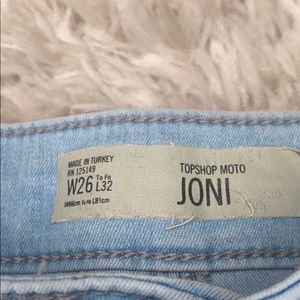 MADE IN TURKEY
RN 125149
W26 To Fit L32
W66cm To Fit L81cm
TOPSHOP MOTO
JONI